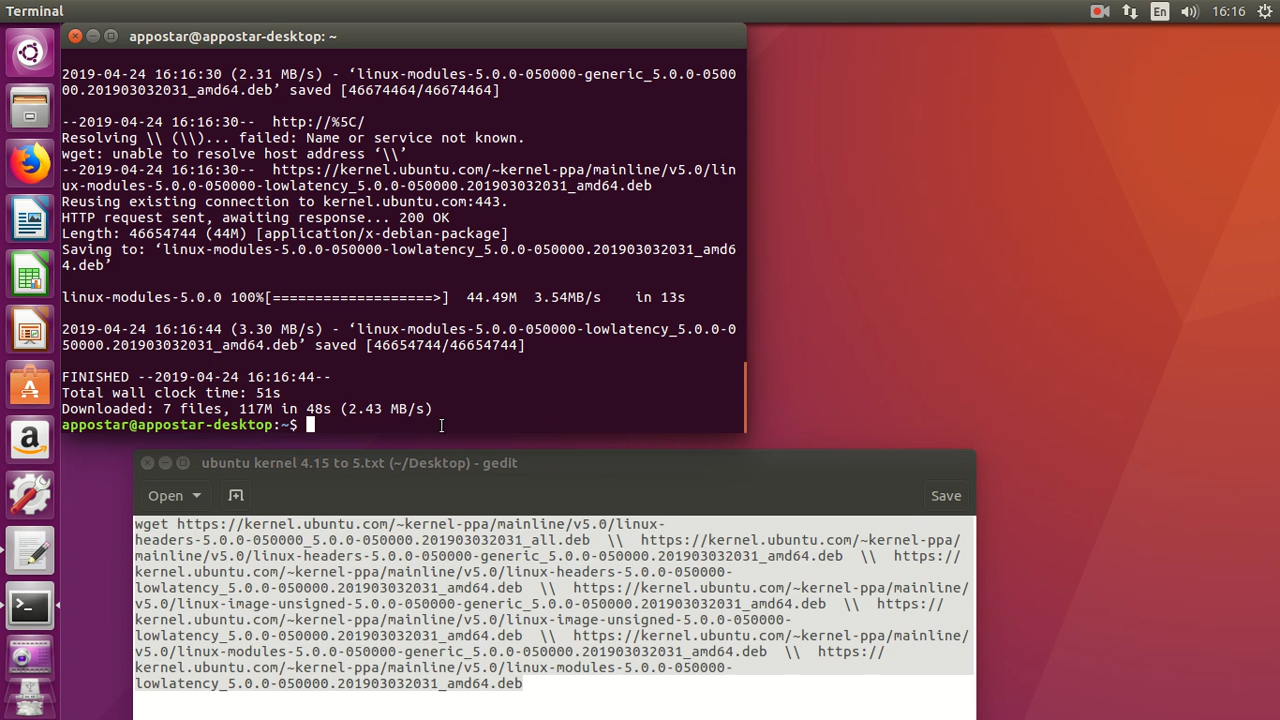 Terminal
En
16:16
appostar@appostar-desktop: ~
2019-04-24 16:16:30 (2.31 MB/s) - ‘linux-modules-5.0.0-050000-generic_5.0.0-0500
00.201903032031_amd64.deb’ saved [46674464/46674464]
--2019-04-24 16:16:30--  http://%5C/
Resolving \\ (\\)... failed: Name or service not known.
wget: unable to resolve host address ‘\\’
--2019-04-24 16:16:30--  https://kernel.ubuntu.com/~kernel-ppa/mainline/v5.0/lin
ux-modules-5.0.0-050000-lowlatency_5.0.0-050000.201903032031_amd64.deb
Reusing existing connection to kernel.ubuntu.com:443.
HTTP request sent, awaiting response... 200 OK
Length: 46654744 (44M) [application/x-debian-package]
Saving to: ‘linux-modules-5.0.0-050000-lowlatency_5.0.0-050000.201903032031_amd6
4.deb’
linux-modules-5.0.0 100%[===================>]  44.49M  3.54MB/s    in 13s
2019-04-24 16:16:44 (3.30 MB/s) - ‘linux-modules-5.0.0-050000-lowlatency_5.0.0-0
50000.201903032031_amd64.deb’ saved [46654744/46654744]
FINISHED --2019-04-24 16:16:44--
Total wall clock time: 51s
Downloaded: 7 files, 117M in 48s (2.43 MB/s)
appostar@appostar-desktop:~$
ubuntu kernel 4.15 to 5.txt (~/Desktop) - gedit
Open
Save
wget https://kernel.ubuntu.com/~kernel-ppa/mainline/v5.0/linux-
headers-5.0.0-050000_5.0.0-050000.201903032031_all.deb  \\  https://kernel.ubuntu.com/~kernel-ppa/
mainline/v5.0/linux-headers-5.0.0-050000-generic_5.0.0-050000.201903032031_amd64.deb  \\  https://
kernel.ubuntu.com/~kernel-ppa/mainline/v5.0/linux-headers-5.0.0-050000-
lowlatency_5.0.0-050000.201903032031_amd64.deb  \\  https://kernel.ubuntu.com/~kernel-ppa/mainline/
v5.0/linux-image-unsigned-5.0.0-050000-generic_5.0.0-050000.201903032031_amd64.deb  \\  https://
kernel.ubuntu.com/~kernel-ppa/mainline/v5.0/linux-image-unsigned-5.0.0-050000-
lowlatency_5.0.0-050000.201903032031_amd64.deb  \\  https://kernel.ubuntu.com/~kernel-ppa/mainline/
v5.0/linux-modules-5.0.0-050000-generic_5.0.0-050000.201903032031_amd64.deb  \\  https://
kernel.ubuntu.com/~kernel-ppa/mainline/v5.0/linux-modules-5.0.0-050000-
lowlatency_5.0.0-050000.201903032031_amd64.deb